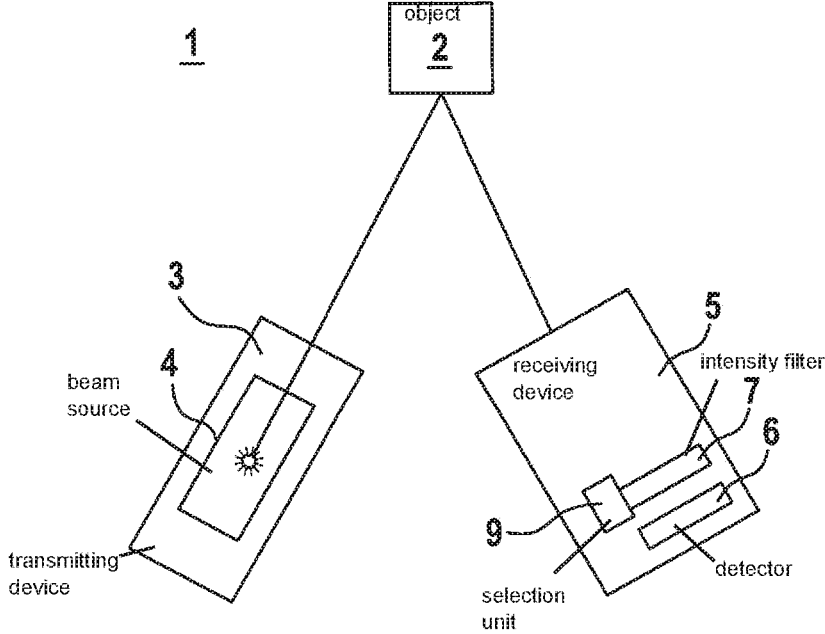 object
1
2
3
5
receiving
device
intensity filter
beam
source
4
7
6
9
transmitting
device
selection
unit
detector